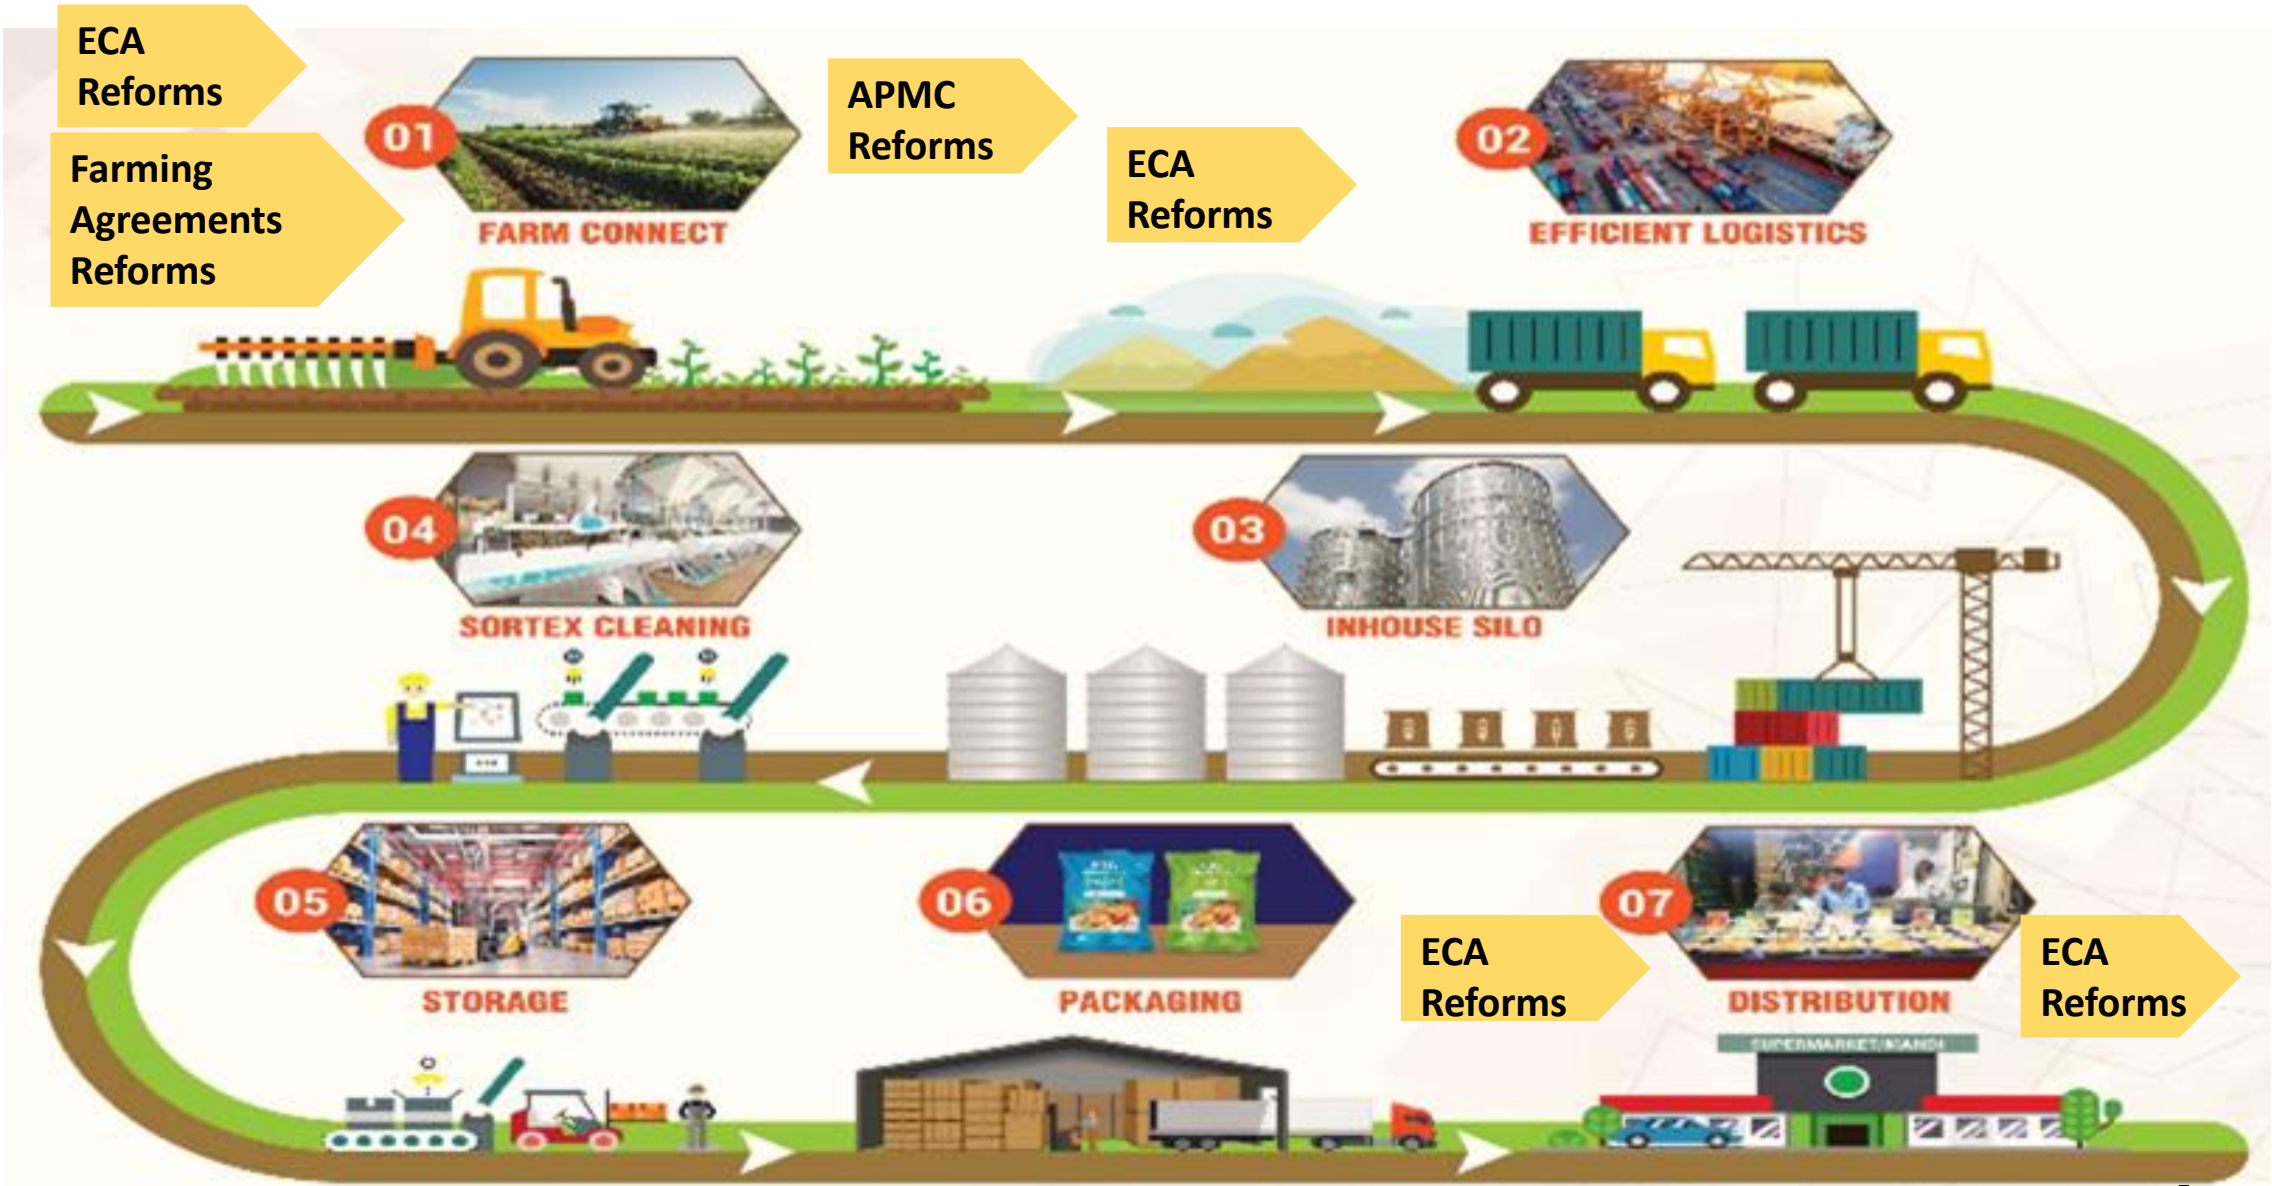 ECA
Reforms
Farming
Agreements
Reforms
01
FARM CONNECT
APMC
Reforms
ECA
Reforms
02
EFFICIENT LOGISTICS
04
SORTEX CLEANING
03
INHOUSE SILO
05
STORAGE
06
PACKAGING
ECA
Reforms
07
DISTRIBUTION
ECA
Reforms
SUPERMARKET/MANDI